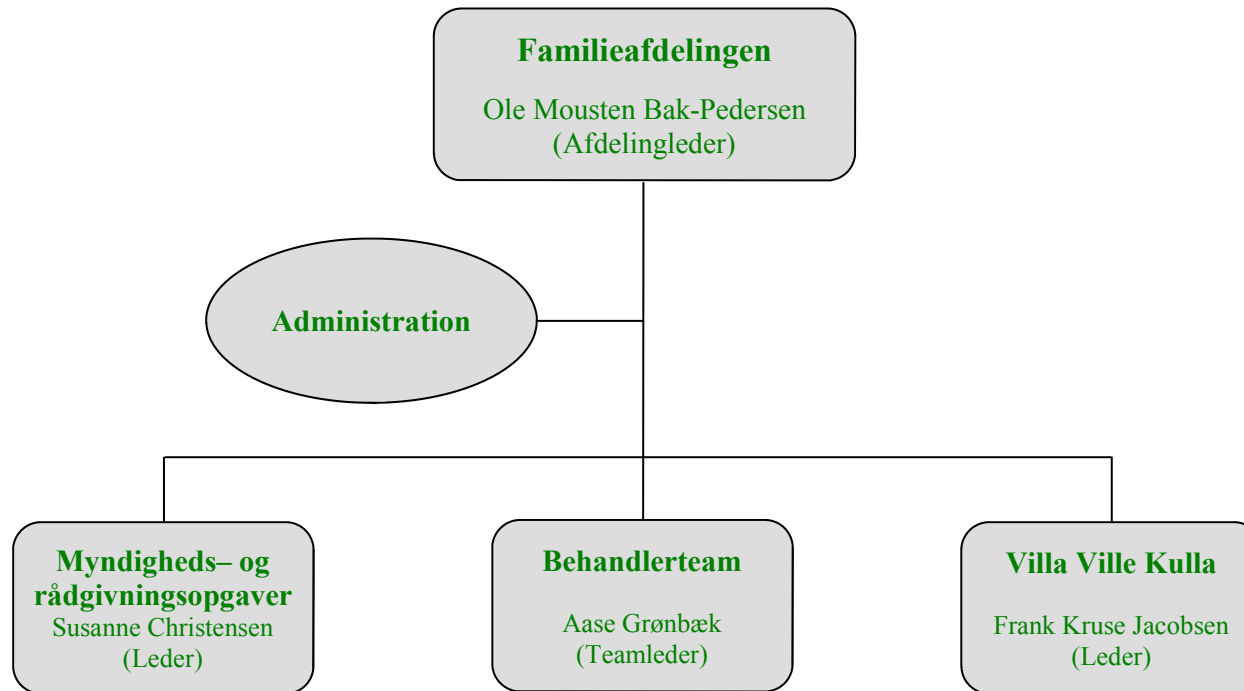 Familieafdelingen
Ole Mousten Bak-Pedersen
(Afdelingleder)
Administration
Myndigheds– og
rådgivningsopgaver
Susanne Christensen
(Leder)
Behandlerteam
Aase Grønbæk
(Teamleder)
Villa Ville Kulla
Frank Kruse Jacobsen
(Leder)